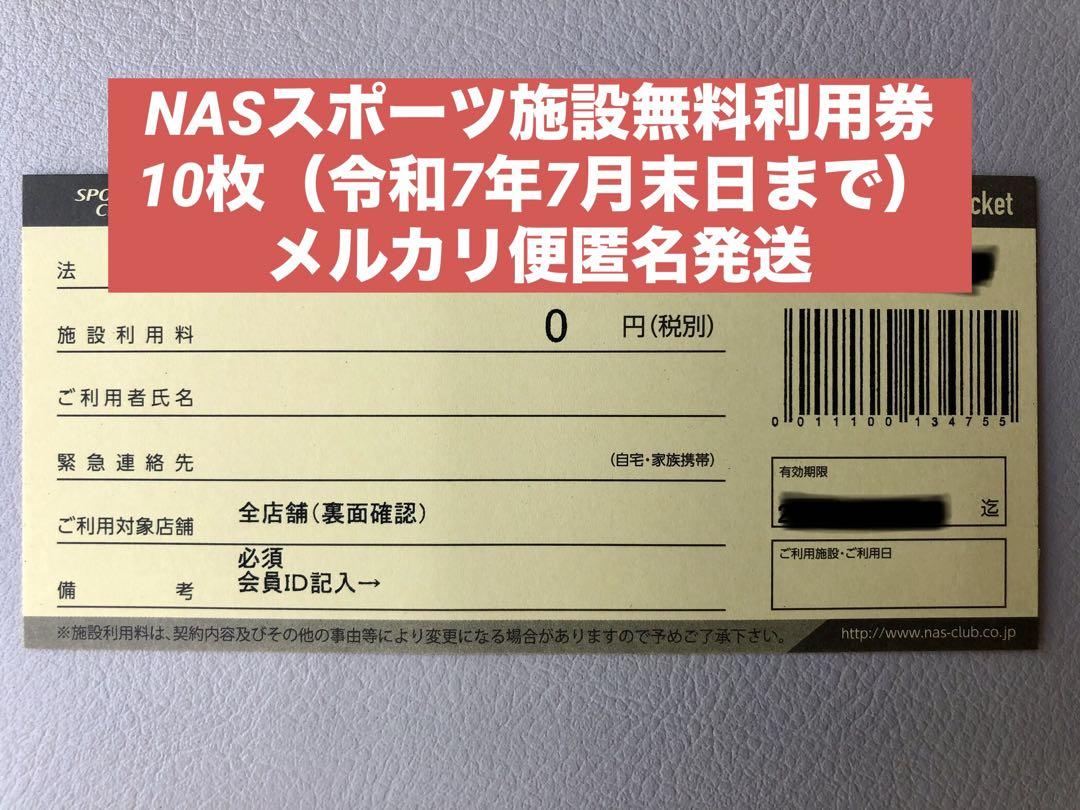 NASスポーツ施設無料利用券
10枚（令和7年7月末日まで）
メルカリ便匿名発送
法
施設利用料 0 円(税別)
ご利用者氏名
緊急連絡先 (自宅・家族携帯)
ご利用対象店舗 全店舗(裏面確認)
必須
備考 会員ID記入→
0011100134755
有効期限
迄
ご利用施設・ご利用日
※施設利用料は、契約内容及びその他の事由等により変更になる場合がありますので予めご了承下さい。
http://www.nas-club.co.jp